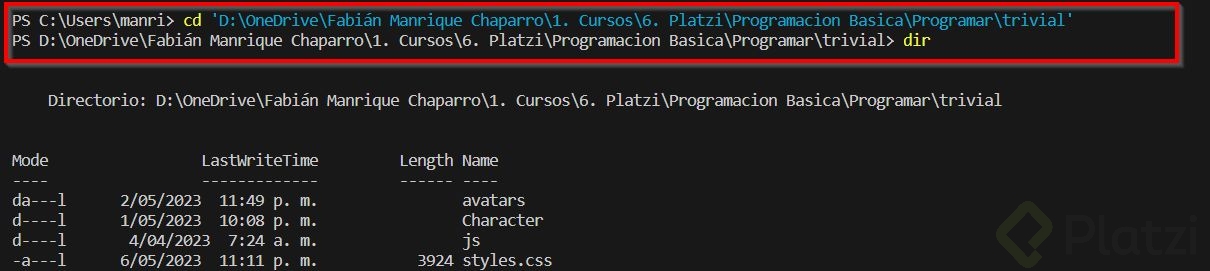 PS C:\Users\manri> cd 'D:\OneDrive\Fabián Manrique Chaparro\1. Cursos\6. Platzi\Programacion Basica\Programar\trivial'
PS D:\OneDrive\Fabián Manrique Chaparro\1. Cursos\6. Platzi\Programacion Basica\Programar\trivial> dir
Directorio: D:\OneDrive\Fabián Manrique Chaparro\1. Cursos\6. Platzi\Programacion Basica\Programar\trivial
Mode LastWriteTime Length Name
---- ------------- ------ ----
da---l 2/05/2023 11:49 p. m. avatars
d----l 1/05/2023 10:08 p. m. Character
d----l 4/04/2023 7:24 a. m. js
-a---l 6/05/2023 11:11 p. m. 3924 styles.css
Platzi